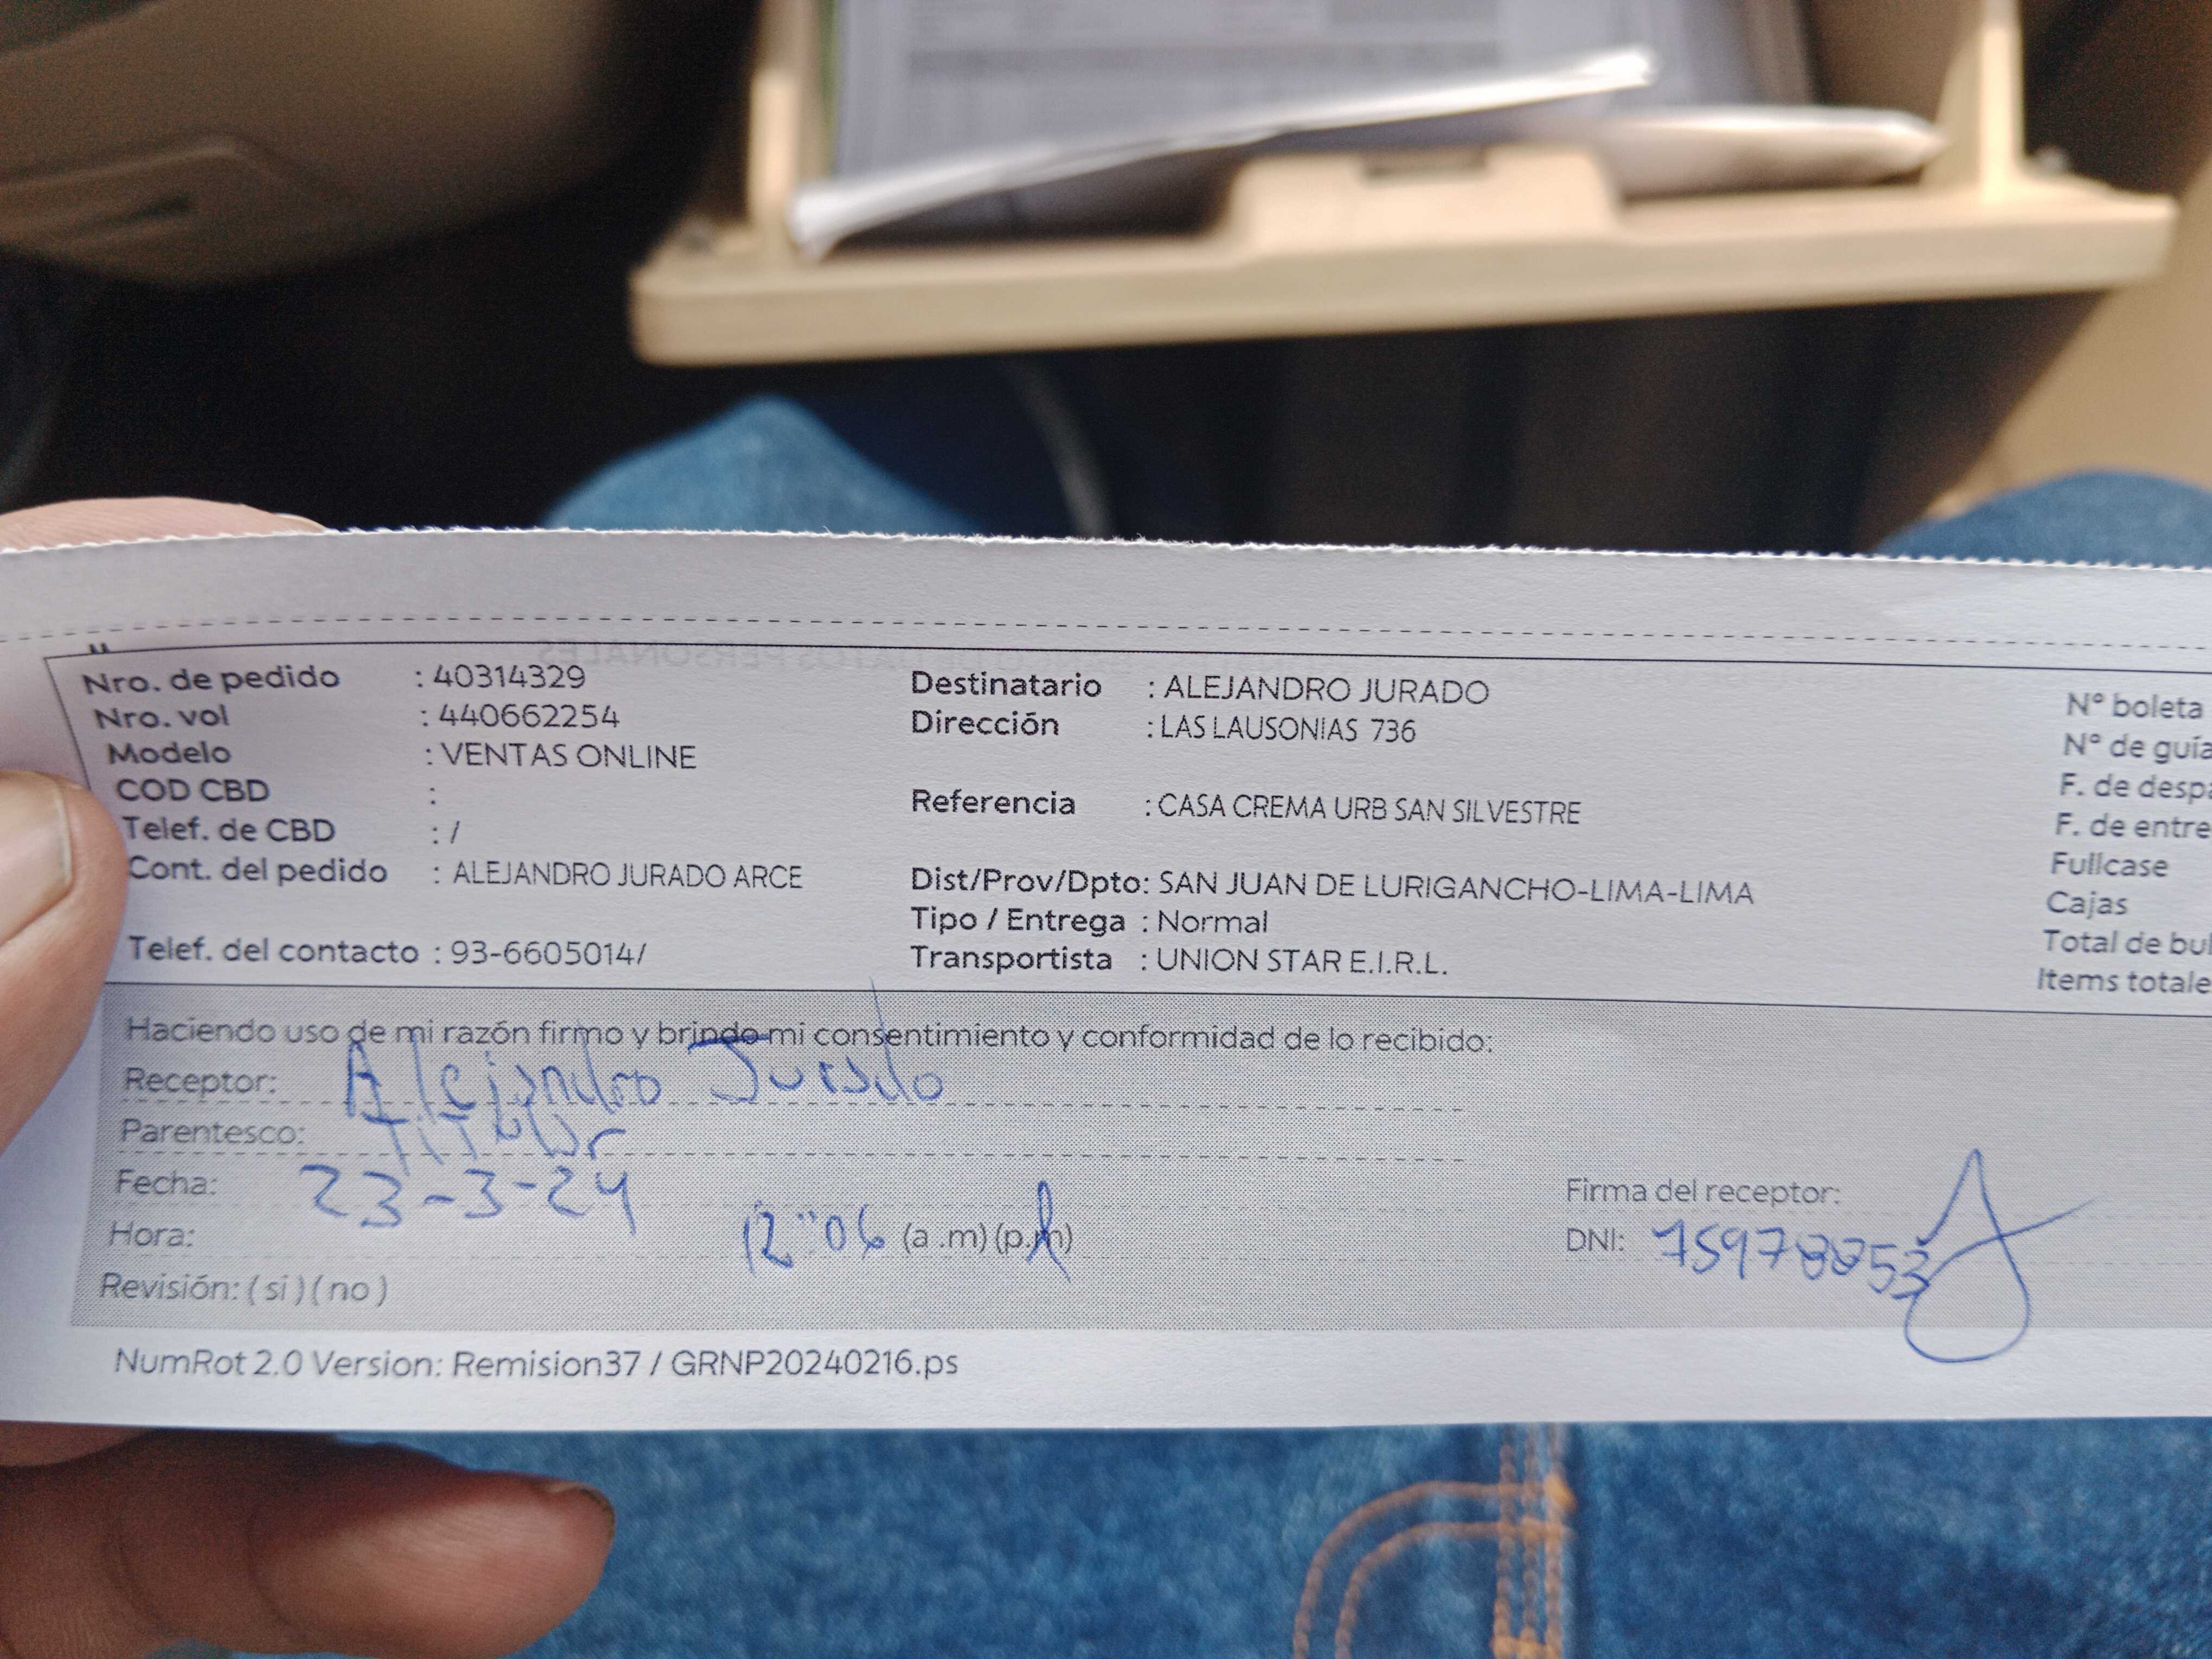 Nro. de pedido : 40314329
Nro. vol : 440662254
Modelo : VENTAS ONLINE
COD CBD :
Telef. de CBD : /
Cont. del pedido : ALEJANDRO JURADO ARCE
Telef. del contacto : 93-6605014/
Destinatario : ALEJANDRO JURADO
Dirección : LAS LAUSONIAS 736
Referencia : CASA CREMA URB SAN SILVESTRE
Dist/Prov/Dpto: SAN JUAN DE LURIGANCHO-LIMA-LIMA
Tipo / Entrega : Normal
Transportista : UNION STAR E.I.R.L.
N° boleta
N° de guía
F. de despa
F. de entre
Fullcase
Cajas
Total de bul
Items totale
Haciendo uso de mi razón firmo y brindo mi consentimiento y conformidad de lo recibido:
Receptor: Alejandro Jurado
Parentesco: TiTular
Fecha: 23-3-24
Hora: 12"06 (a .m) (p.m)
Revisión: ( si ) ( no )
Firma del receptor:
DNI: 75978853
NumRot 2.0 Version: Remision37 / GRNP20240216.ps